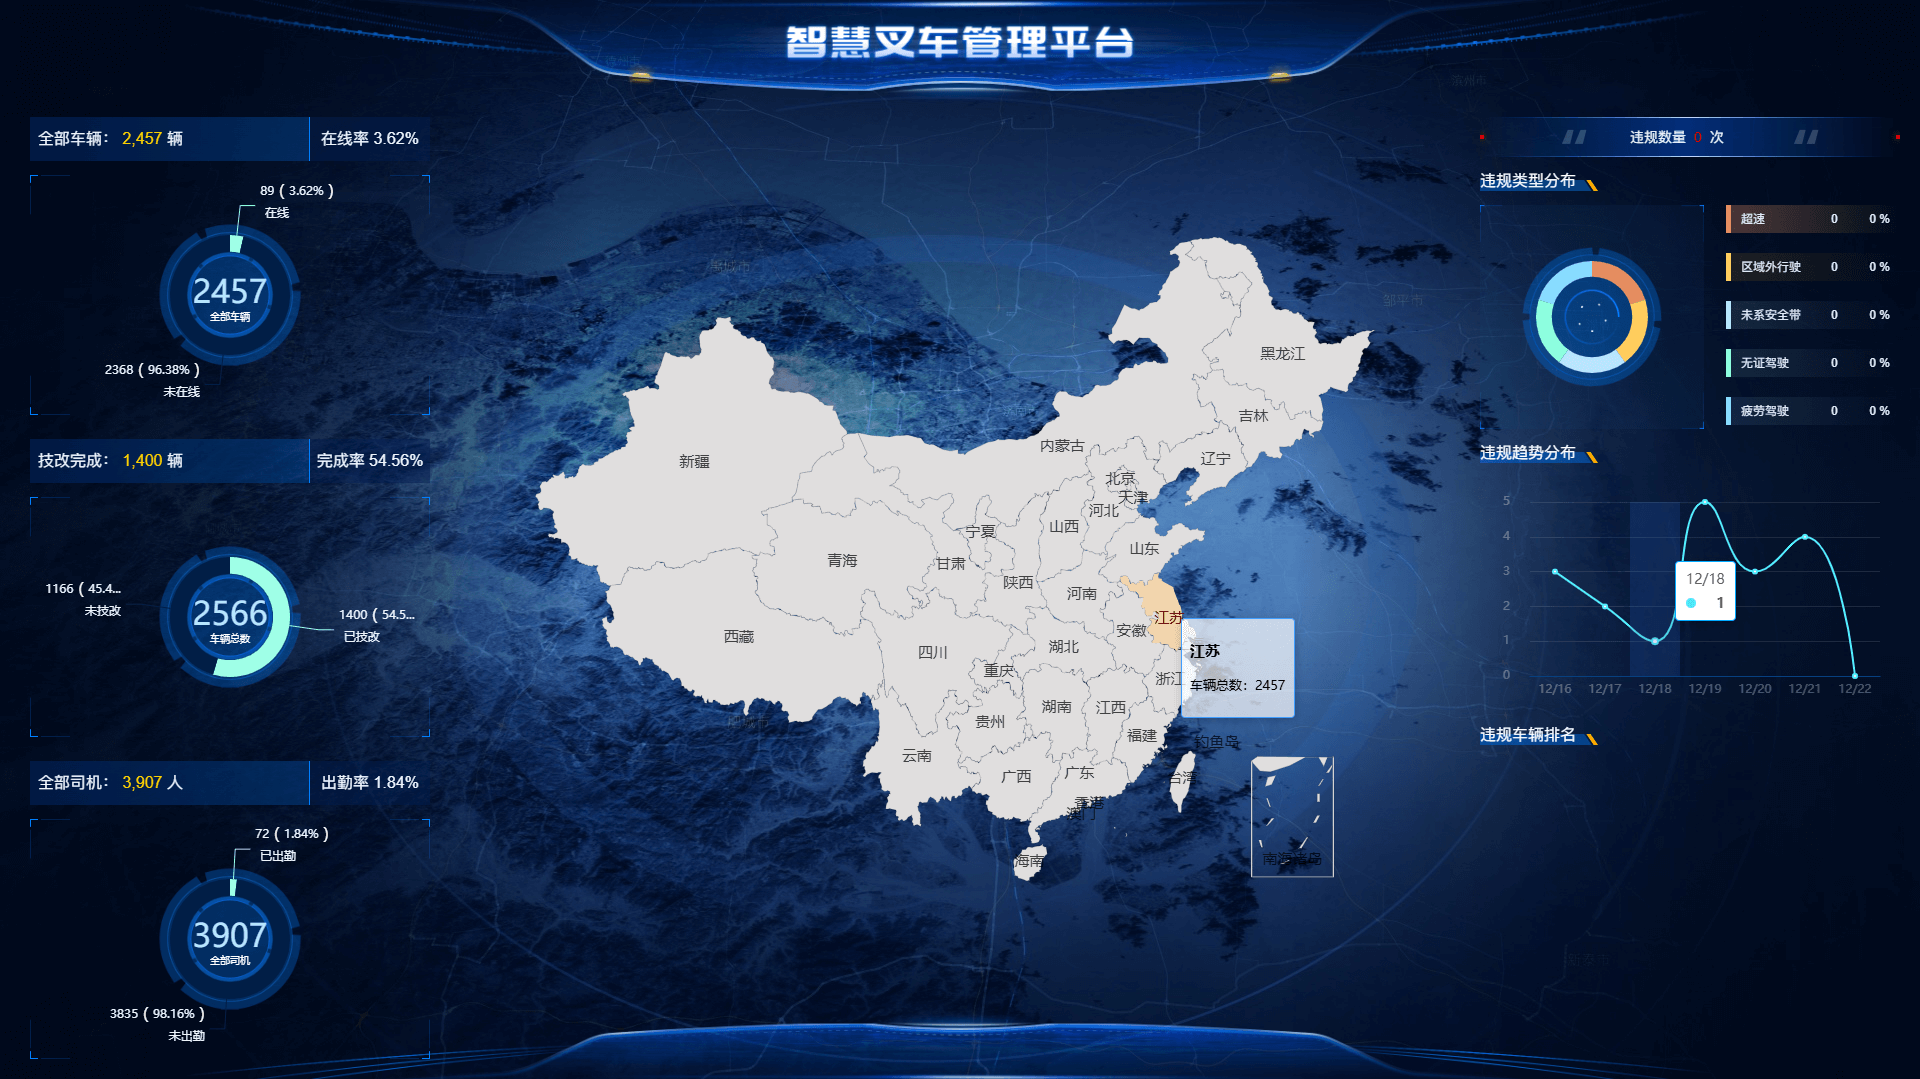 智慧叉车管理平台
全部车辆： 2,457 辆
在线率 3.62%
89 ( 3.62% )
在线
2457
全部车辆
2368 ( 96.38% )
未在线
技改完成： 1,400 辆
完成率 54.56%
1166 ( 45.4...
未技改
2566
车辆总数
1400 ( 54.5...
已技改
全部司机： 3,907 人
出勤率 1.84%
72 ( 1.84% )
已出勤
3907
全部司机
3835 ( 98.16% )
未出勤
禹城市
邹平市
黑龙江
吉林
内蒙古
辽宁
新疆
北京
天津
河北
山西
宁夏
山东
青海
甘肃
陕西
河南
江苏
西藏
安徽
四川
湖北
重庆
浙江
湖南
江西
贵州
福建
云南
钓鱼岛
广西
广东
台湾
香港
澳门
海南
南海诸岛
江苏
车辆总数：2457
违规数量 0 次
违规类型分布
超速 0 0 %
区域外行驶 0 0 %
未系安全带 0 0 %
无证驾驶 0 0 %
疲劳驾驶 0 0 %
违规趋势分布
5
4
3
2
1
0
12/18
1
12/16 12/17 12/18 12/19 12/20 12/21 12/22
违规车辆排名